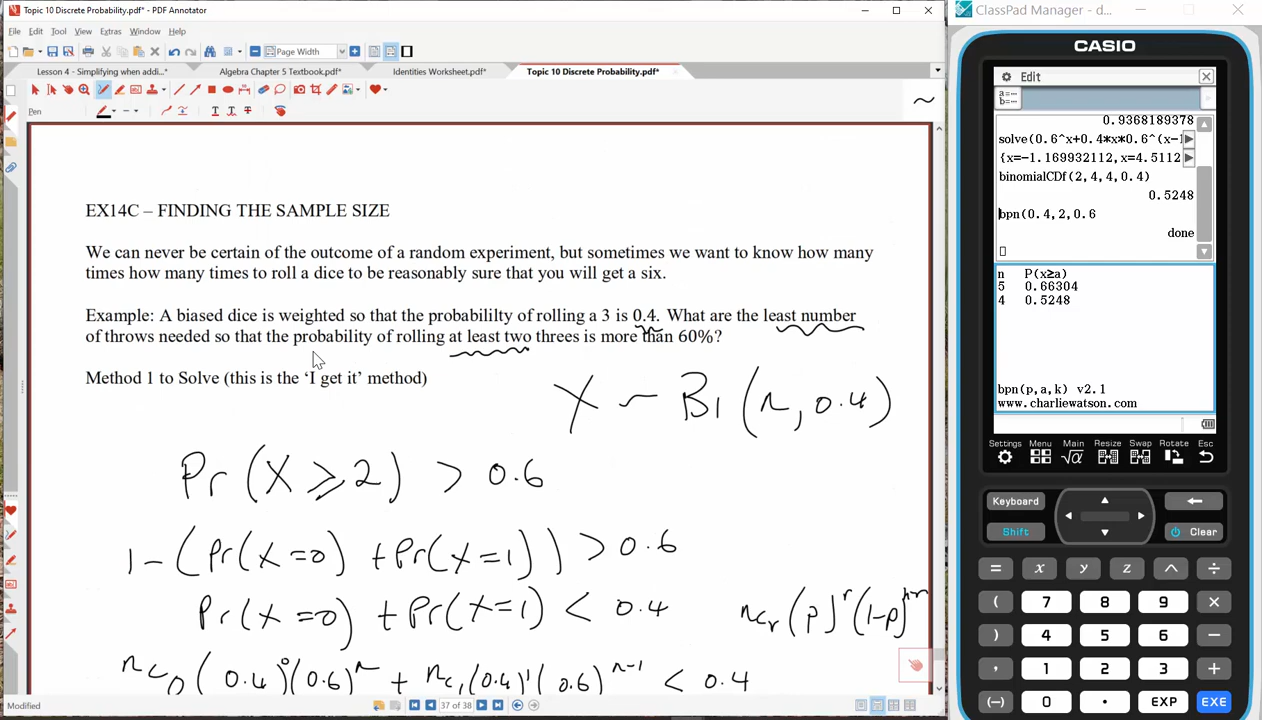 Topic 10 Discrete Probability.pdf* - PDF Annotator
File Edit View Tool Extras Window Help
Page Width
Lesson 4 - Simplifying when addi...*
Algebra Chapter 5 Textbook.pdf*
Identities Worksheet.pdf*
Topic 10 Discrete Probability.pdf*
Pen
EX14C – FINDING THE SAMPLE SIZE
We can never be certain of the outcome of a random experiment, but sometimes we want to know how many
times how many times to roll a dice to be reasonably sure that you will get a six.
Example: A biased dice is weighted so that the probabililty of rolling a 3 is 0.4. What are the least number
of throws needed so that the probability of rolling at least two threes is more than 60%?
Method 1 to Solve (this is the ‘I get it’ method)
X ~ Bi (n, 0.4)
Pr (X ⩾ 2) > 0.6
1 - (Pr(X=0) + Pr(X=1)) > 0.6
Pr(X=0) + Pr(X=1) < 0.4
nCr (p)^r (1-p)^n-r
nC0 (0.4)^0 (0.6)^n + nC1 (0.4)^1 (0.6)^n-1 < 0.4
Modified
37 of 38
ClassPad Manager - d...
CASIO
Edit
a=—
b=—
0.9368189378
solve(0.6^x+0.4*x*0.6^(x-1
{x=-1.169932112,x=4.5112
binomialCDf(2,4,4,0.4)
0.5248
bpn(0.4,2,0.6
done
n P(x≥a)
5 0.66304
4 0.5248
bpn(p,a,k) v2.1
www.charliewatson.com
Settings Menu Main Resize Swap Rotate Esc
√α
Keyboard
Shift
Clear
= x y z ^ ÷
( 7 8 9 ×
) 4 5 6 −
, 1 2 3 +
(−) 0 . EXP EXE